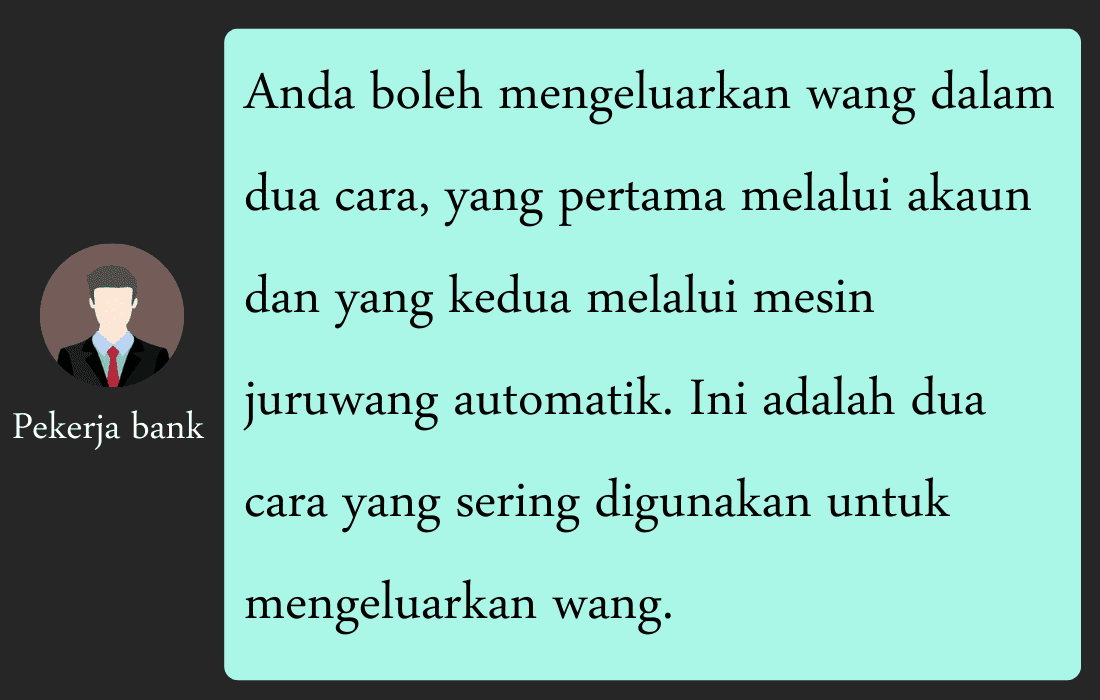 Anda boleh mengeluarkan wang dalam
dua cara, yang pertama melalui akaun
dan yang kedua melalui mesin
juruwang automatik. Ini adalah dua
cara yang sering digunakan untuk
mengeluarkan wang.
Pekerja bank